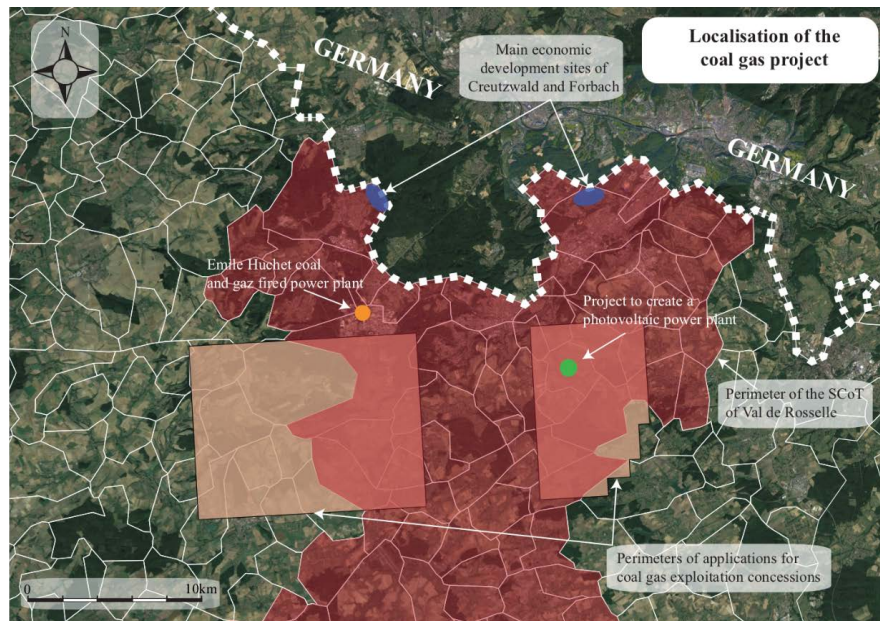 Localisation of the
coal gas project
N
GERMANY
Main economic
development sites of
Creutzwald and Forbach
GERMANY
Emile Huchet coal
and gaz fired power plant
Project to create a
photovoltaic power plant
Perimeter of the SCoT
of Val de Rosselle
Perimeters of applications for
coal gas exploitation concessions
0 10km